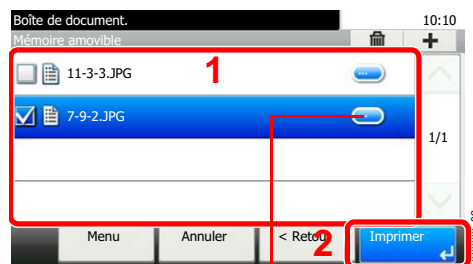 Boîte de document. 10:10
Mémoire amovible
1
11-3-3.JPG
7-9-2.JPG
1/1
2
Menu Annuler < Retour Imprimer